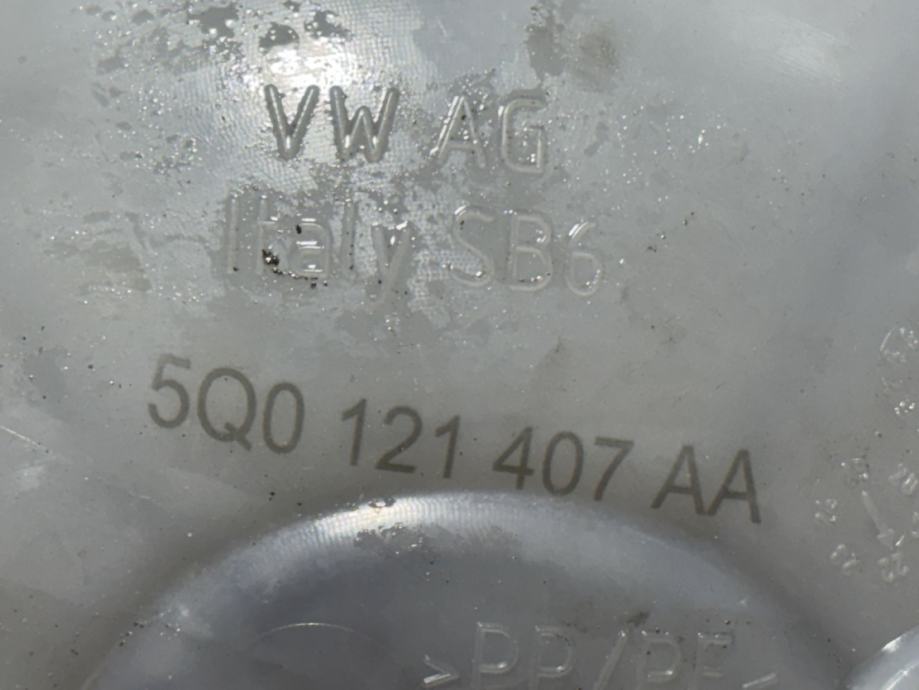 VW AG
Italy SB6
5Q0 121 407 AA
>PP/PE<